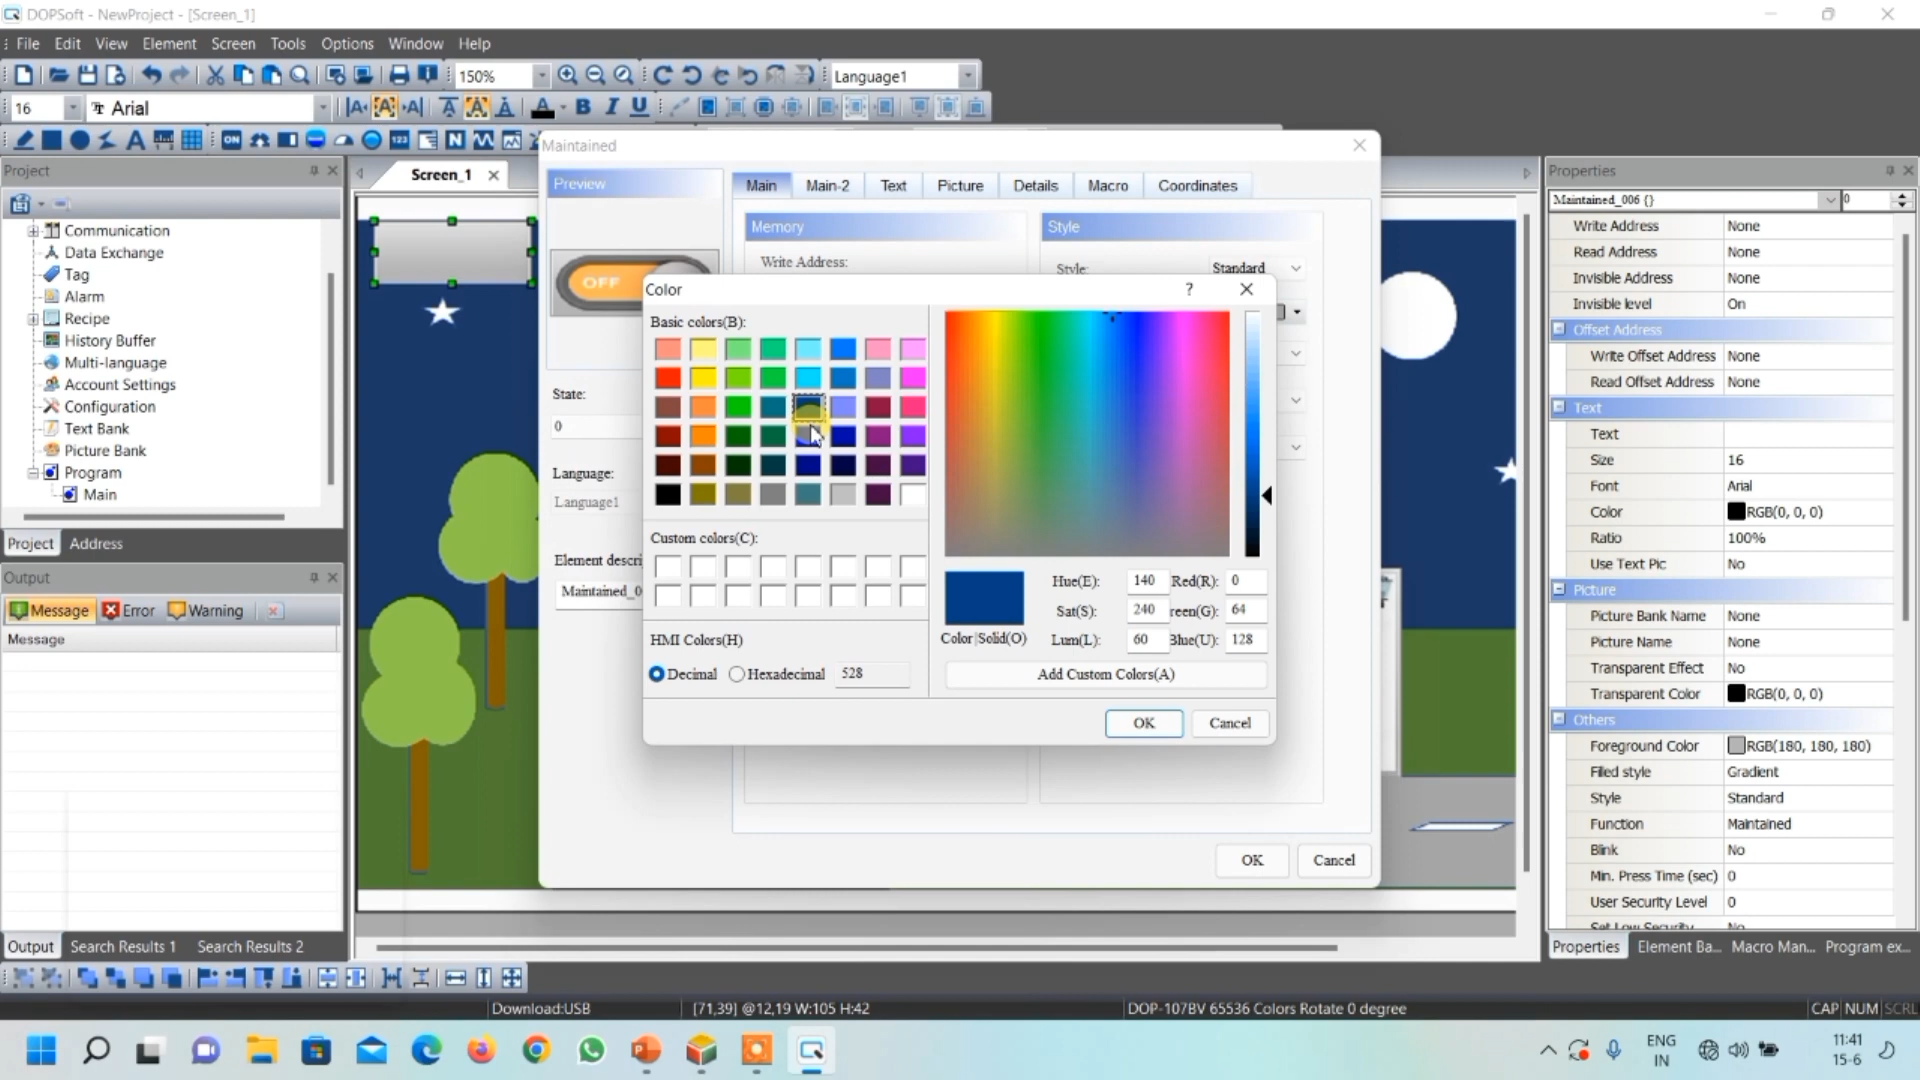 DOPSoft - NewProject - [Screen_1]
File Edit View Element Screen Tools Options Window Help
150% Language1
16 Arial
Project
Communication
Data Exchange
Tag
Alarm
Recipe
History Buffer
Multi-language
Account Settings
Configuration
Text Bank
Picture Bank
Program
Main
Project Address
Output
Message Error Warning
Message
Output Search Results 1 Search Results 2
Screen_1
Maintained
Preview
OFF
State:
0
Language:
Language1
Element descri
Maintained_0
Main Main-2 Text Picture Details Macro Coordinates
Memory
Write Address:
Style
Style: Standard
Color
Basic colors(B):
Custom colors(C):
HMI Colors(H)
Decimal Hexadecimal 528
Color|Solid(O)
Hue(E): 140 Red(R): 0
Sat(S): 240 reen(G): 64
Lum(L): 60 Blue(U): 128
Add Custom Colors(A)
OK Cancel
OK Cancel
Properties
Maintained_006 {} 0
Write Address None
Read Address None
Invisible Address None
Invisible level On
Offset Address
Write Offset Address None
Read Offset Address None
Text
Text
Size 16
Font Arial
Color RGB(0, 0, 0)
Ratio 100%
Use Text Pic No
Picture
Picture Bank Name None
Picture Name None
Transparent Effect No
Transparent Color RGB(0, 0, 0)
Others
Foreground Color RGB(180, 180, 180)
Filed style Gradient
Style Standard
Function Maintained
Blink No
Min. Press Time (sec) 0
User Security Level 0
Set Low Security No
Properties Element Ba... Macro Man... Program ex...
Download:USB [71,39] @12,19 W:105 H:42 DOP-107BV 65536 Colors Rotate 0 degree CAP NUM SCRL
ENG
IN
11:41
15-6